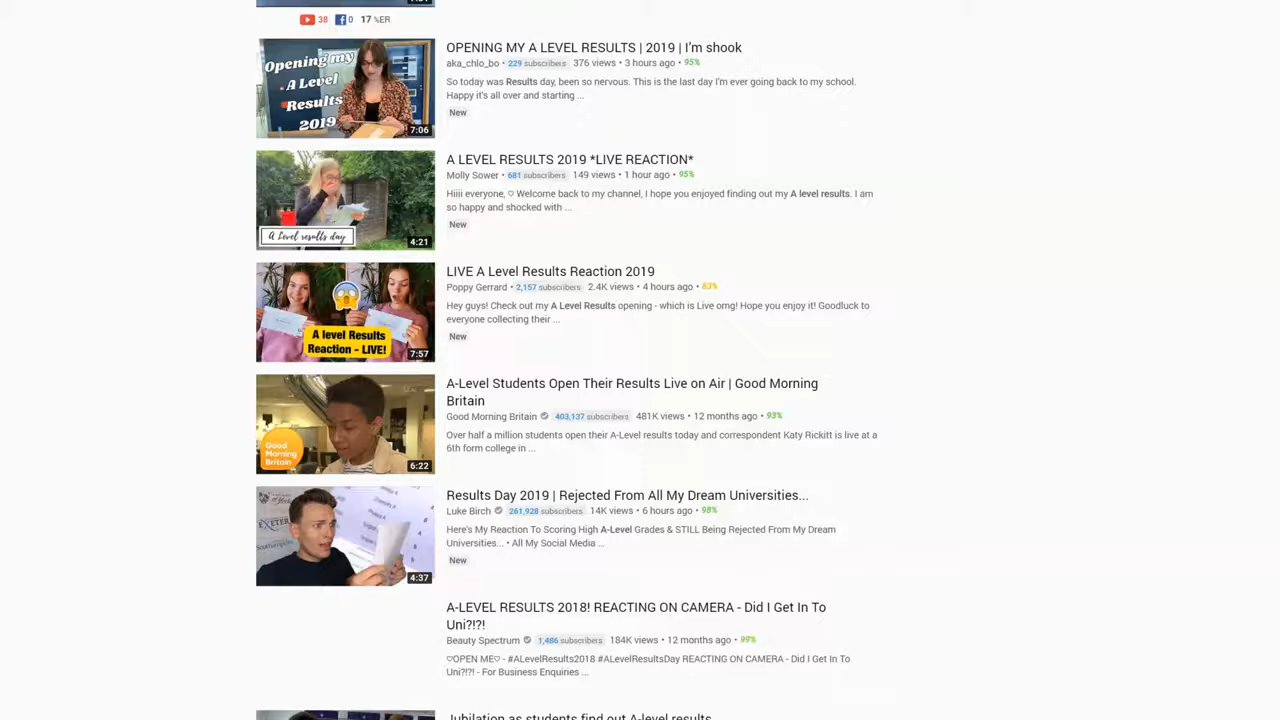 38 0 17 %ER
Opening my
A Level
Results
2019
7:06
OPENING MY A LEVEL RESULTS | 2019 | I'm shook
aka_chlo_bo • 229 subscribers 376 views • 3 hours ago • 95%
So today was Results day, been so nervous. This is the last day I'm ever going back to my school.
Happy it's all over and starting ...
New
A Level results day
4:21
A LEVEL RESULTS 2019 *LIVE REACTION*
Molly Sower • 681 subscribers 149 views • 1 hour ago • 95%
Hiiii everyone, ♡ Welcome back to my channel, I hope you enjoyed finding out my A level results. I am
so happy and shocked with ...
New
A level Results
Reaction - LIVE!
7:57
LIVE A Level Results Reaction 2019
Poppy Gerrard • 2,157 subscribers 2.4K views • 4 hours ago • 83%
Hey guys! Check out my A Level Results opening - which is Live omg! Hope you enjoy it! Goodluck to
everyone collecting their ...
New
Good
Morning
Britain
6:22
A-Level Students Open Their Results Live on Air | Good Morning
Britain
Good Morning Britain 403,137 subscribers 481K views • 12 months ago • 93%
Over half a million students open their A-Level results today and correspondent Katy Rickitt is live at a
6th form college in ...
EXETER
Southampton
4:37
Results Day 2019 | Rejected From All My Dream Universities...
Luke Birch 261,928 subscribers 14K views • 6 hours ago • 98%
Here's My Reaction To Scoring High A-Level Grades & STILL Being Rejected From My Dream
Universities... • All My Social Media ...
New
A-LEVEL RESULTS 2018! REACTING ON CAMERA - Did I Get In To
Uni?!?!
Beauty Spectrum 1,486 subscribers 184K views • 12 months ago • 99%
♡OPEN ME♡ - #ALevelResults2018 #ALevelResultsDay REACTING ON CAMERA - Did I Get In To
Uni?!?! - For Business Enquiries ...
Jubilation as students find out A-level results